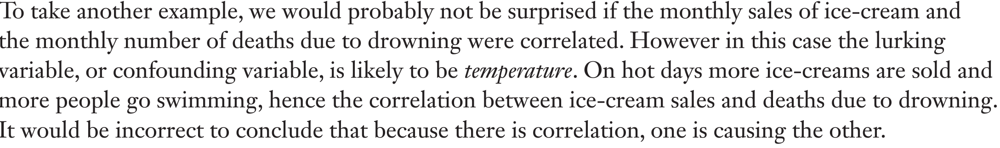 To take another example, we would probably not be surprised if the monthly sales of ice-cream and
the monthly number of deaths due to drowning were correlated. However in this case the lurking
variable, or confounding variable, is likely to be temperature. On hot days more ice-creams are sold and
more people go swimming, hence the correlation between ice-cream sales and deaths due to drowning.
It would be incorrect to conclude that because there is correlation, one is causing the other.